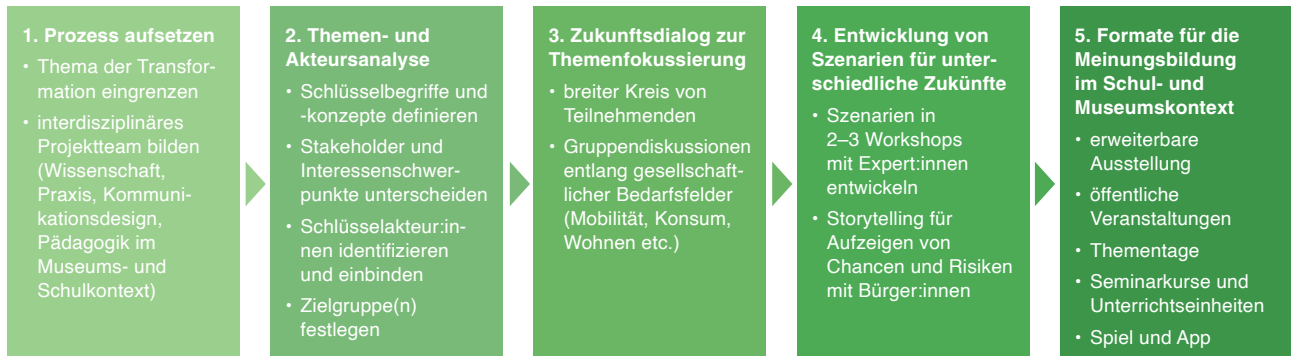 1. Prozess aufsetzen
• Thema der Transfor-
mation eingrenzen
• interdisziplinäres
Projektteam bilden
(Wissenschaft,
Praxis, Kommuni-
kationsdesign,
Pädagogik im
Museums- und
Schulkontext)
2. Themen- und
Akteursanalyse
• Schlüsselbegriffe und
-konzepte definieren
• Stakeholder und
Interessenschwer-
punkte unterscheiden
• Schlüsselakteur:in-
nen identifizieren
und einbinden
• Zielgruppe(n)
festlegen
3. Zukunftsdialog zur
Themenfokussierung
• breiter Kreis von
Teilnehmenden
• Gruppendiskussionen
entlang gesellschaft-
licher Bedarfsfelder
(Mobilität, Konsum,
Wohnen etc.)
4. Entwicklung von
Szenarien für unter-
schiedliche Zukünfte
• Szenarien in
2–3 Workshops
mit Expert:innen
entwickeln
• Storytelling für
Aufzeigen von
Chancen und Risiken
mit Bürger:innen
5. Formate für die
Meinungsbildung
im Schul- und
Museumskontext
• erweiterbare
Ausstellung
• öffentliche
Veranstaltungen
• Thementage
• Seminarkurse und
Unterrichtseinheiten
• Spiel und App